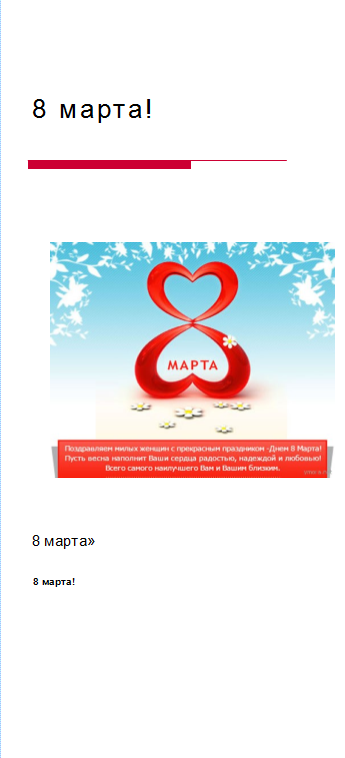 8 марта!
МАРТА
Поздравляем милых женщин с прекрасным праздником -Днем 8 Марта!
Пусть весна наполнит Ваши сердца радостью, надеждой и любовью!
Всего самого наилучшего Вам и Вашим близким.
8 марта»
8 марта!